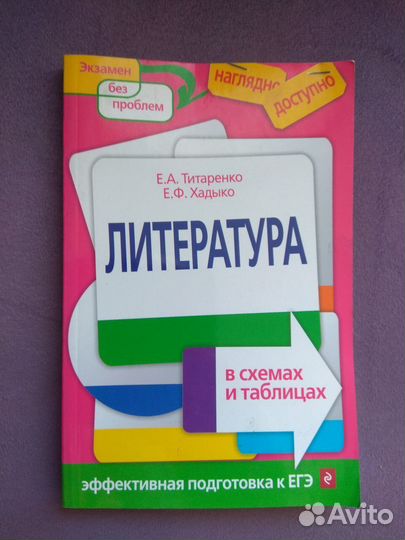 Экзамен
без
проблем
наглядно
доступно
Е.А. Титаренко
Е.Ф. Хадыко
ЛИТЕРАТУРА
в схемах
и таблицах
эффективная подготовка к ЕГЭ
Avito